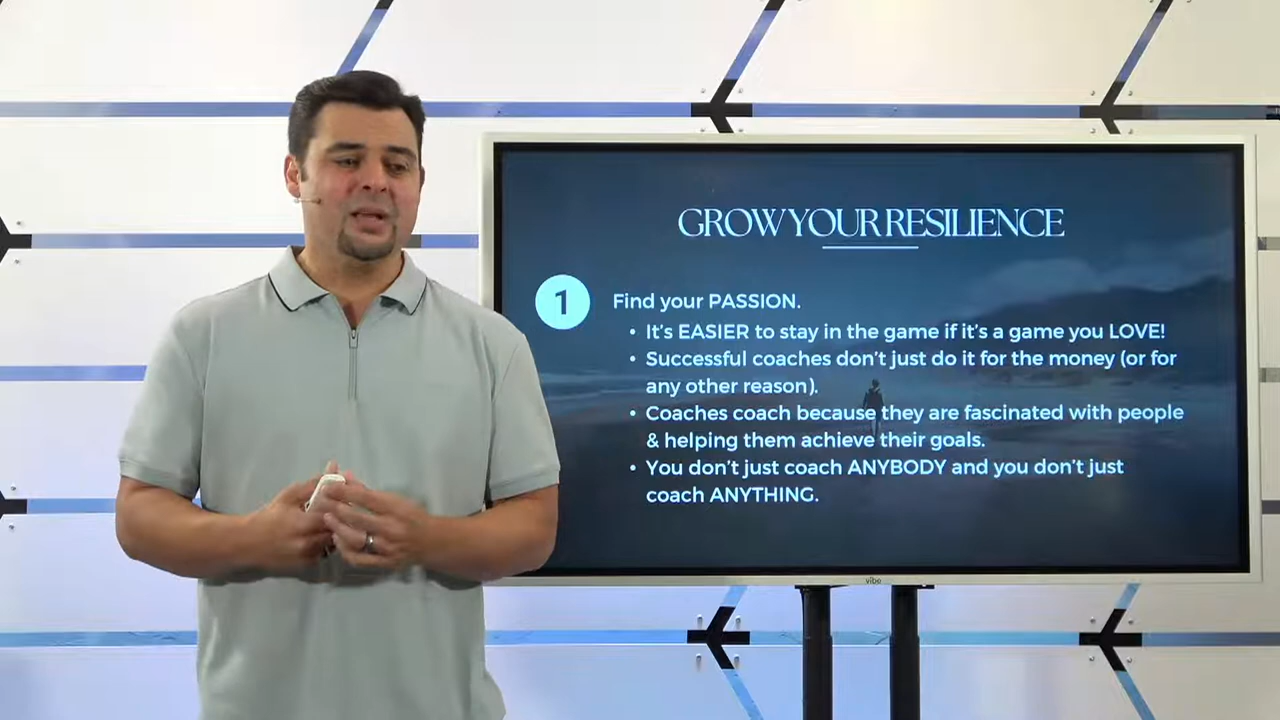 GROW YOUR RESILIENCE
1 Find your PASSION.
• It's EASIER to stay in the game if it's a game you LOVE!
• Successful coaches don't just do it for the money (or for
any other reason).
• Coaches coach because they are fascinated with people
& helping them achieve their goals.
• You don't just coach ANYBODY and you don't just
coach ANYTHING.
vibe